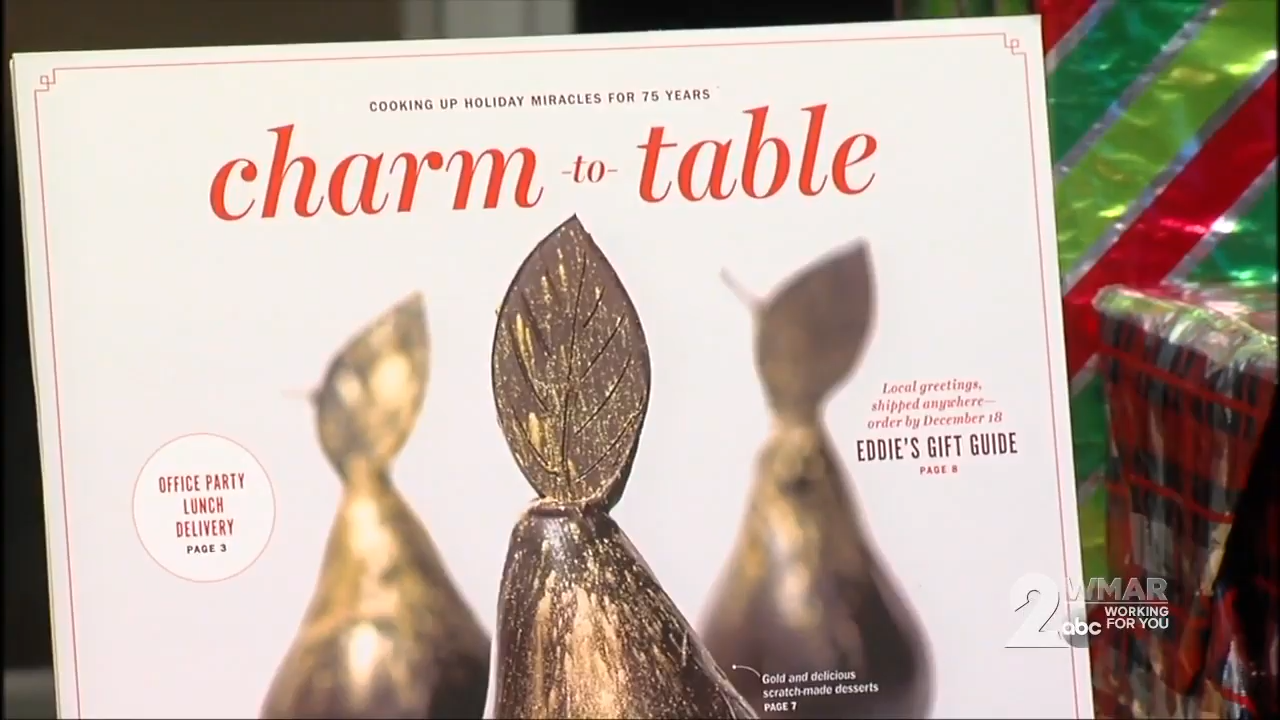 COOKING UP HOLIDAY MIRACLES FOR 75 YEARS
charm -to- table
Local greetings,
shipped anywhere—
order by December 18
EDDIE'S GIFT GUIDE
PAGE 8
OFFICE PARTY
LUNCH
DELIVERY
PAGE 3
Gold and delicious
scratch-made desserts
PAGE 7
2 WMAR
abc WORKING
FOR YOU